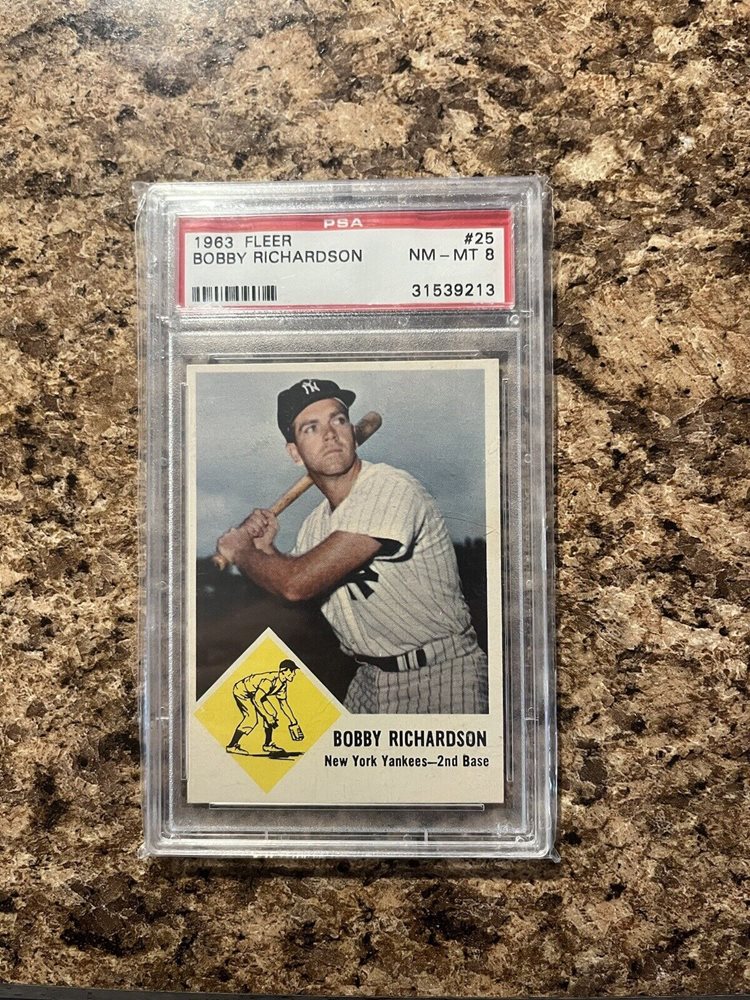 PSA
1963 FLEER #25
BOBBY RICHARDSON NM-MT 8
31539213
NY
BOBBY RICHARDSON
New York Yankees—2nd Base